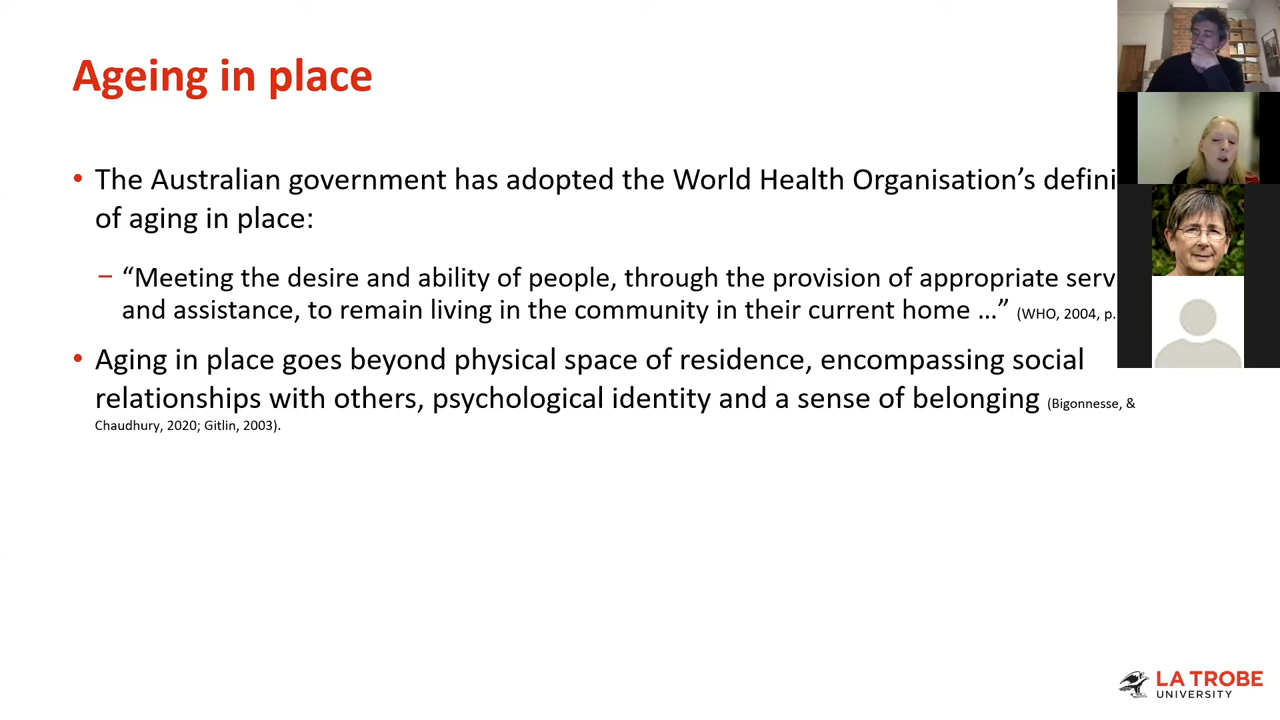 Ageing in place
• The Australian government has adopted the World Health Organisation’s
of aging in place:
– “Meeting the desire and ability of people, through the provision of appropriate
and assistance, to remain living in the community in their current home …” (WHO, 2004, p.
• Aging in place goes beyond physical space of residence, encompassing social
relationships with others, psychological identity and a sense of belonging (Bigonnesse, &
Chaudhury, 2020; Gitlin, 2003).
LA TROBE
UNIVERSITY